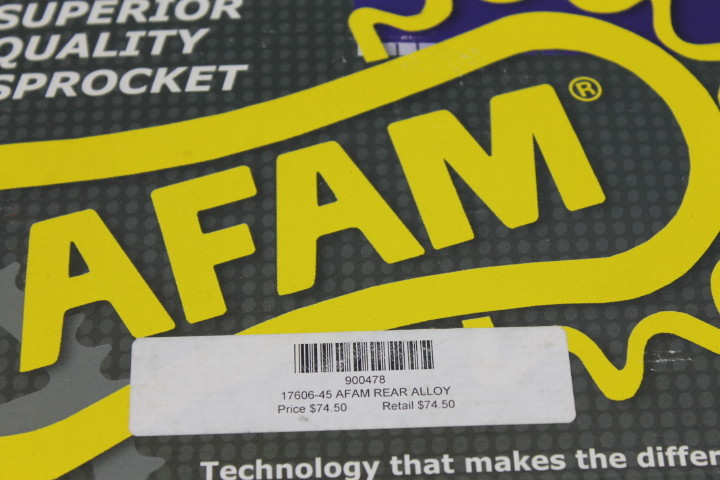 SUPERIOR
QUALITY
SPROCKET
AFAM®
900478
17606-45 AFAM REAR ALLOY
Price $74.50 Retail $74.50
Technology that makes the differ